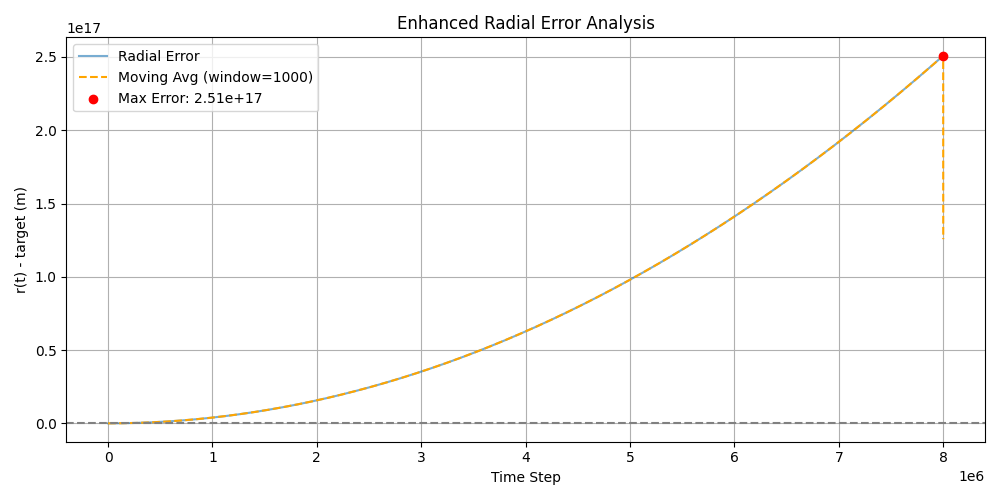 Enhanced Radial Error Analysis
1e17
Radial Error
Moving Avg (window=1000)
Max Error: 2.51e+17
2.5
2.0
1.5
1.0
0.5
0.0
r(t) - target (m)
0 1 2 3 4 5 6 7 8
1e6
Time Step